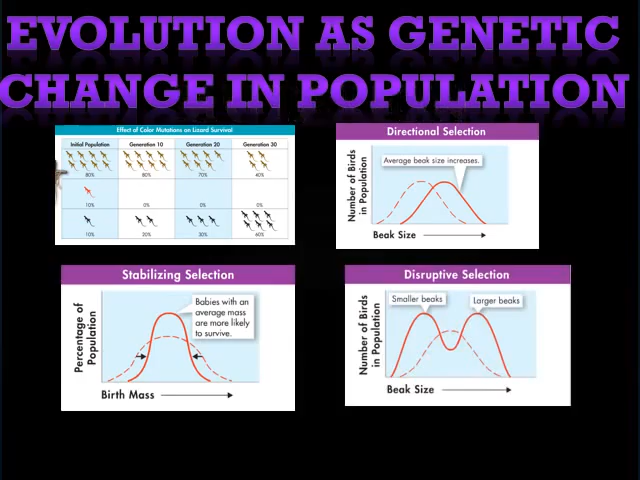 EVOLUTION AS GENETIC
CHANGE IN POPULATION
Effect of Color Mutations on Lizard Survival
Initial Population Generation 10 Generation 20 Generation 30
80% 80% 70% 40%
10% 0% 0% 0%
10% 20% 30% 60%
Directional Selection
Average beak size increases.
Number of Birds
in Population
Beak Size
Stabilizing Selection
Babies with an
average mass
are more likely
to survive.
Percentage of
Population
Birth Mass
Disruptive Selection
Smaller beaks
Larger beaks
Number of Birds
in Population
Beak Size